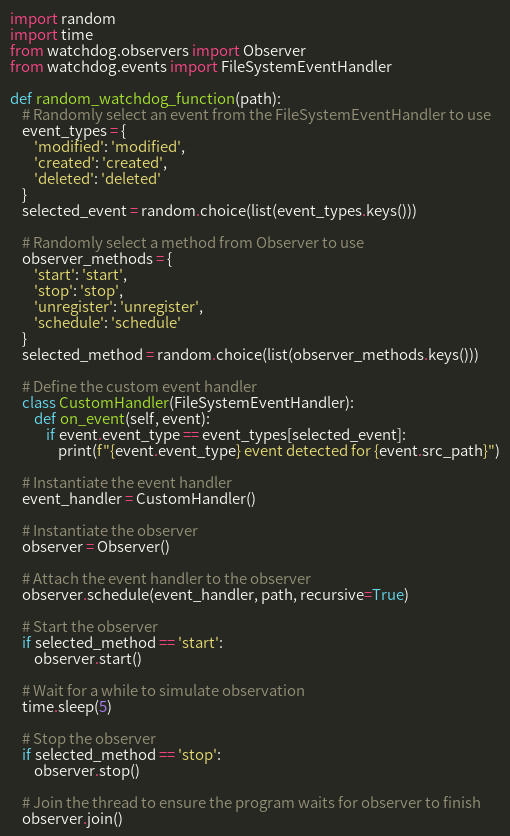 import random
import time
from watchdog.observers import Observer
from watchdog.events import FileSystemEventHandler

def random_watchdog_function(path):
    # Randomly select an event from the FileSystemEventHandler to use
    event_types = {
        'modified': 'modified',
        'created': 'created',
        'deleted': 'deleted'
    }
    selected_event = random.choice(list(event_types.keys()))

    # Randomly select a method from Observer to use
    observer_methods = {
        'start': 'start',
        'stop': 'stop',
        'unregister': 'unregister',
        'schedule': 'schedule'
    }
    selected_method = random.choice(list(observer_methods.keys()))

    # Define the custom event handler
    class CustomHandler(FileSystemEventHandler):
        def on_event(self, event):
            if event.event_type == event_types[selected_event]:
                print(f"{event.event_type} event detected for {event.src_path}")

    # Instantiate the event handler
    event_handler = CustomHandler()

    # Instantiate the observer
    observer = Observer()

    # Attach the event handler to the observer
    observer.schedule(event_handler, path, recursive=True)

    # Start the observer
    if selected_method == 'start':
        observer.start()

    # Wait for a while to simulate observation
    time.sleep(5)

    # Stop the observer
    if selected_method == 'stop':
        observer.stop()

    # Join the thread to ensure the program waits for observer to finish
    observer.join()